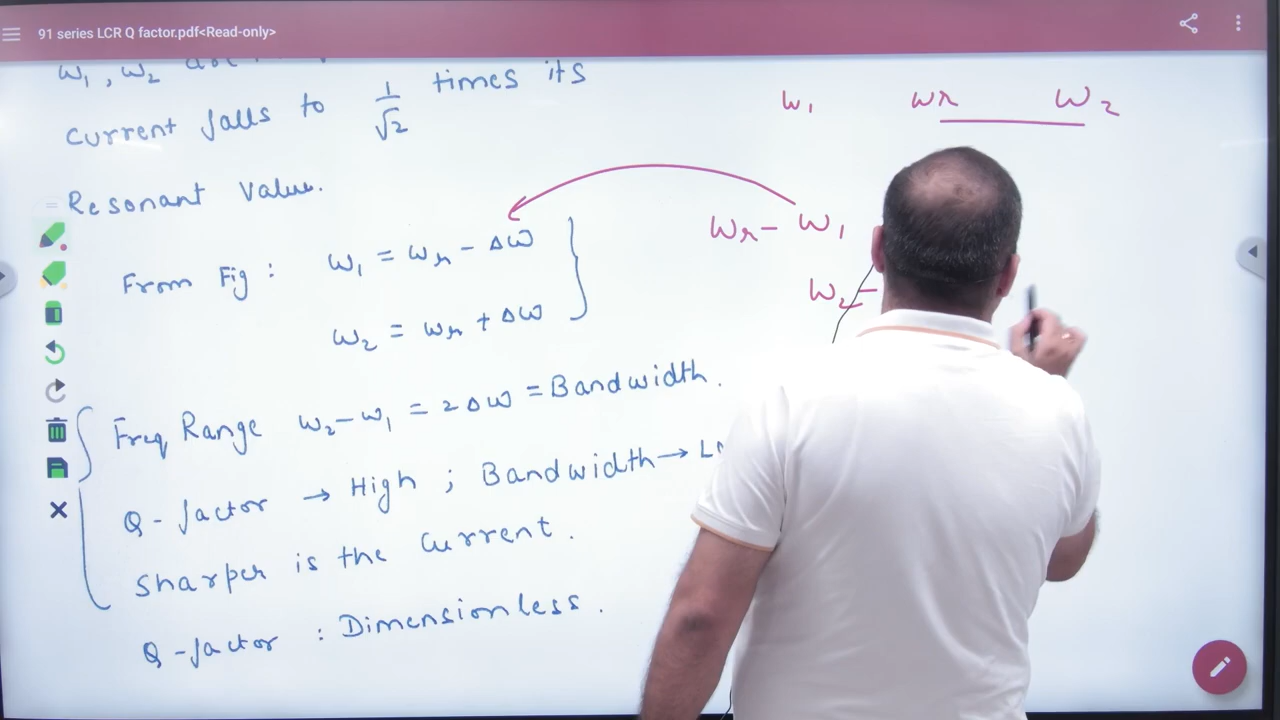 91 series LCR Q factor.pdf<Read-only>
ω₁, ω₂
times its
current falls to 1/√2
Resonant Value.
From Fig : ω₁ = ωr − Δω
ω₂ = ωr + Δω
Freq Range ω₂−ω₁ = 2Δω = Bandwidth.
Q-factor → High ; Bandwidth →
Sharper is the current.
Q-factor : Dimensionless.
ω₁ ωr ω₂
ωr− ω₁
ω₂−